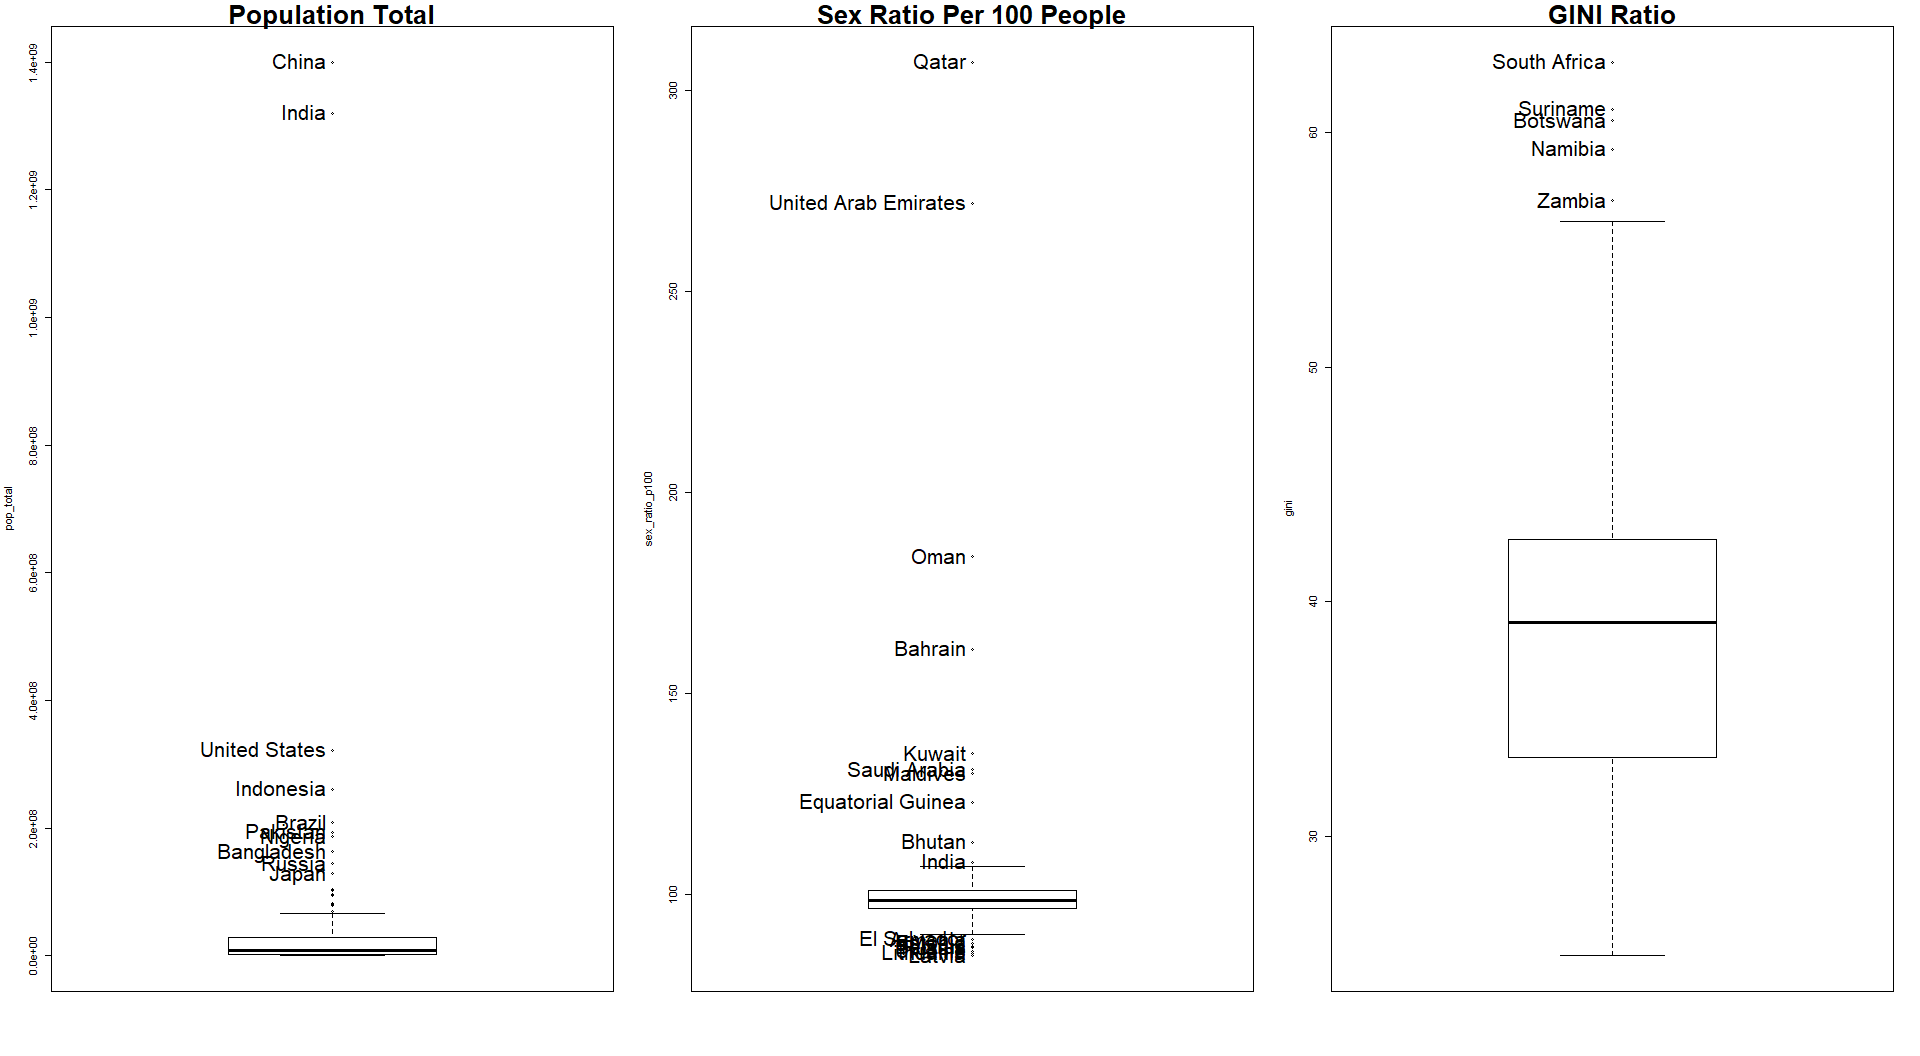 Population Total
pop_total
1.4e+09
1.2e+09
1.0e+09
8.0e+08
6.0e+08
4.0e+08
2.0e+08
0.0e+00
China
India
United States
Indonesia
Brazil
Pakistan
Nigeria
Bangladesh
Russia
Japan
Sex Ratio Per 100 People
sex_ratio_p100
300
250
200
150
100
Qatar
United Arab Emirates
Oman
Bahrain
Kuwait
Saudi Arabia
Maldives
Equatorial Guinea
Bhutan
India
El Salvador
Lithuania
Latvia
GINI Ratio
gini
60
50
40
30
South Africa
Suriname
Botswana
Namibia
Zambia